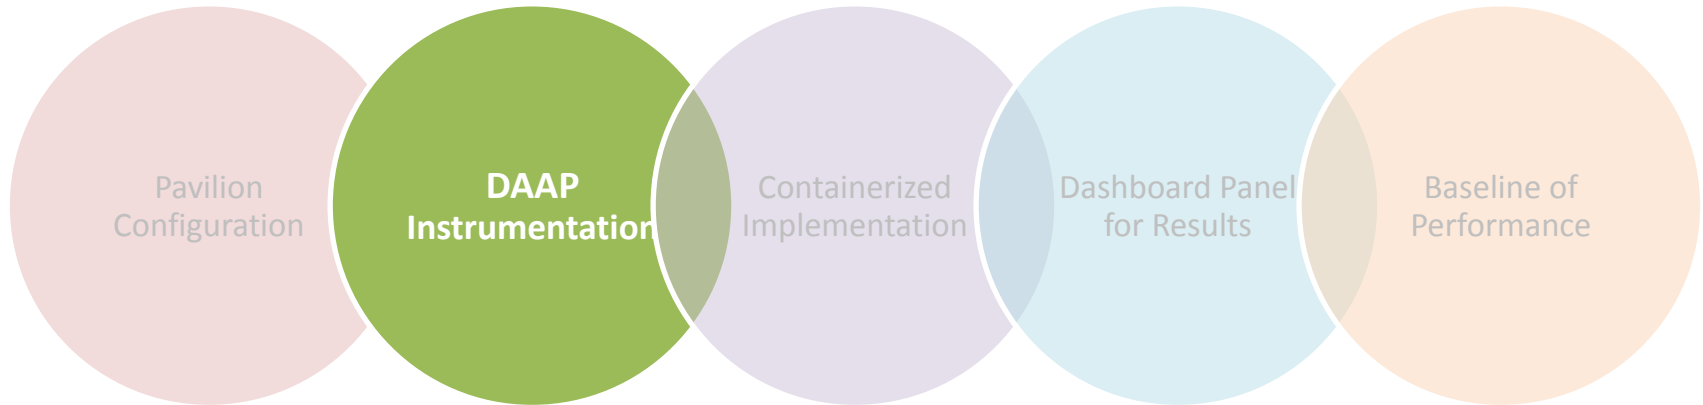 Pavilion
Configuration
DAAP
Instrumentation
Containerized
Implementation
Dashboard Panel
for Results
Baseline of
Performance